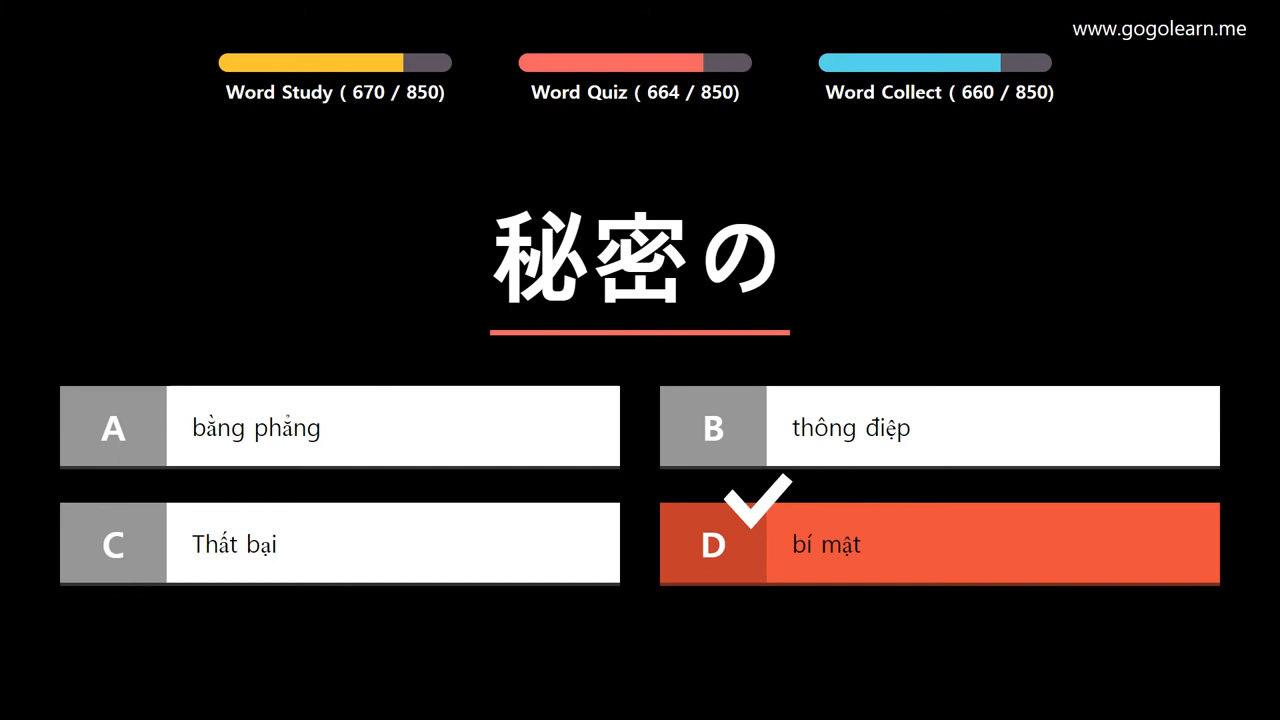 www.gogolearn.me
Word Study ( 670 / 850)
Word Quiz ( 664 / 850)
Word Collect ( 660 / 850)
秘密の
A
bằng phẳng
B
thông điệp
C
Thất bại
D
bí mật